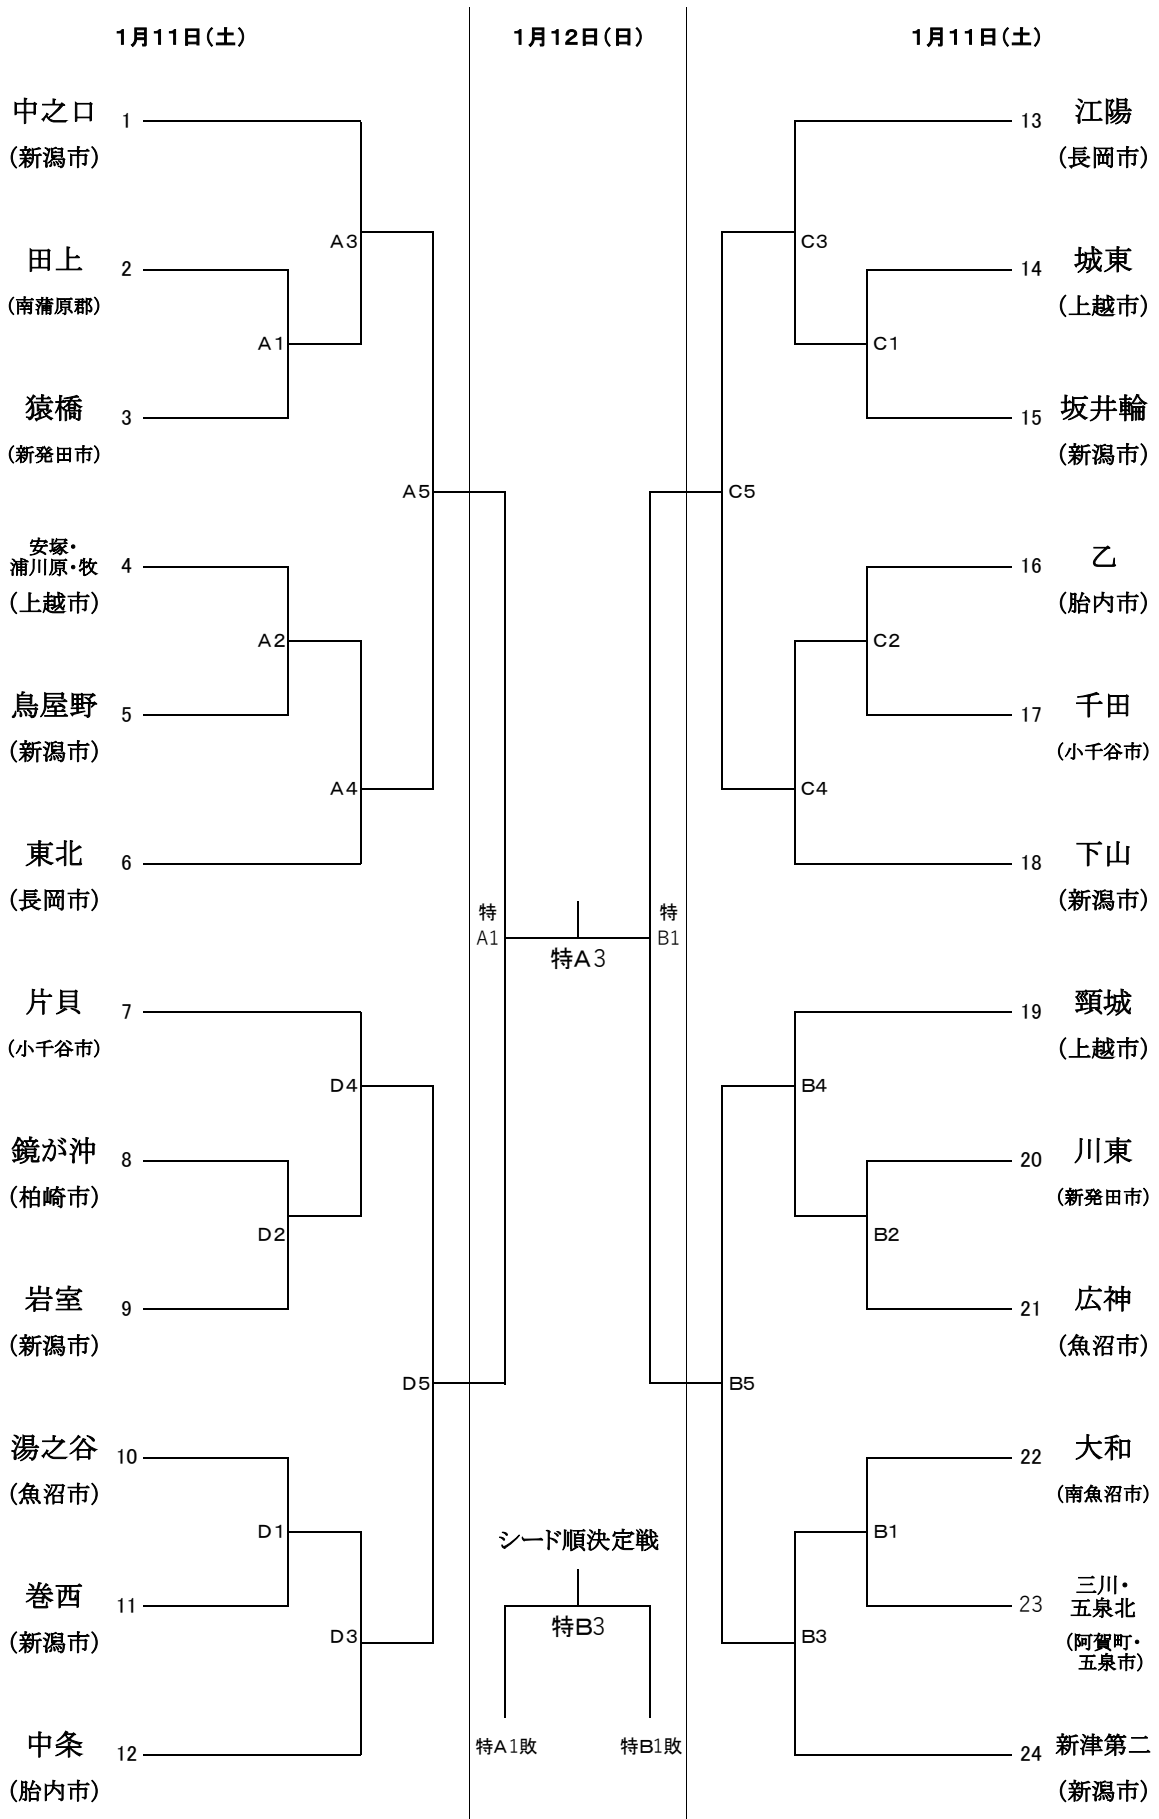 1月11日(土)
1月12日(日)
1月11日(土)
中之口 1
(新潟市)
A3
田上 2
(南蒲原郡)
A1
猿橋 3
(新発田市)
A5
安塚・
浦川原・牧 4
(上越市)
A2
鳥屋野 5
(新潟市)
A4
東北 6
(長岡市)
片貝 7
(小千谷市)
D4
鏡が沖 8
(柏崎市)
D2
岩室 9
(新潟市)
D5
湯之谷 10
(魚沼市)
D1
巻西 11
(新潟市)
D3
中条 12
(胎内市)
特
A1
特A3
特
B1
シード順決定戦
特B3
特A1敗
特B1敗
13 江陽
(長岡市)
C3
14 城東
(上越市)
C1
15 坂井輪
(新潟市)
C5
16 乙
(胎内市)
C2
17 千田
(小千谷市)
C4
18 下山
(新潟市)
19 頸城
(上越市)
B4
20 川東
(新発田市)
B2
21 広神
(魚沼市)
B5
22 大和
(南魚沼市)
B1
三川・
23 五泉北
(阿賀町・
五泉市)
B3
24 新津第二
(新潟市)